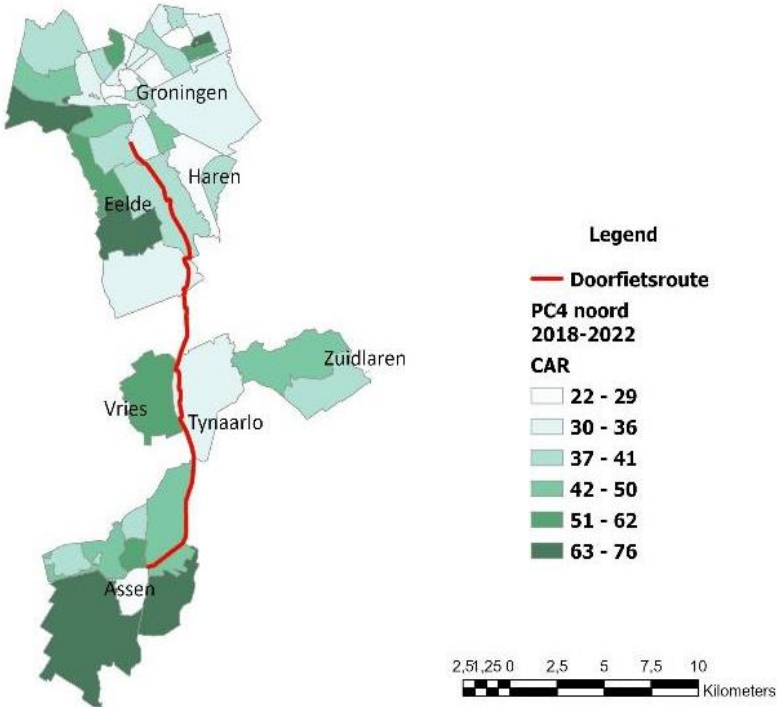 Groningen
Haren
Eelde
Zuidlaren
Vries
Tynaarlo
Assen
Legend
Doorfietsroute
PC4 noord
2018-2022
CAR
22 - 29
30 - 36
37 - 41
42 - 50
51 - 62
63 - 76
2,51,25 0 2,5 5 7,5 10
Kilometers